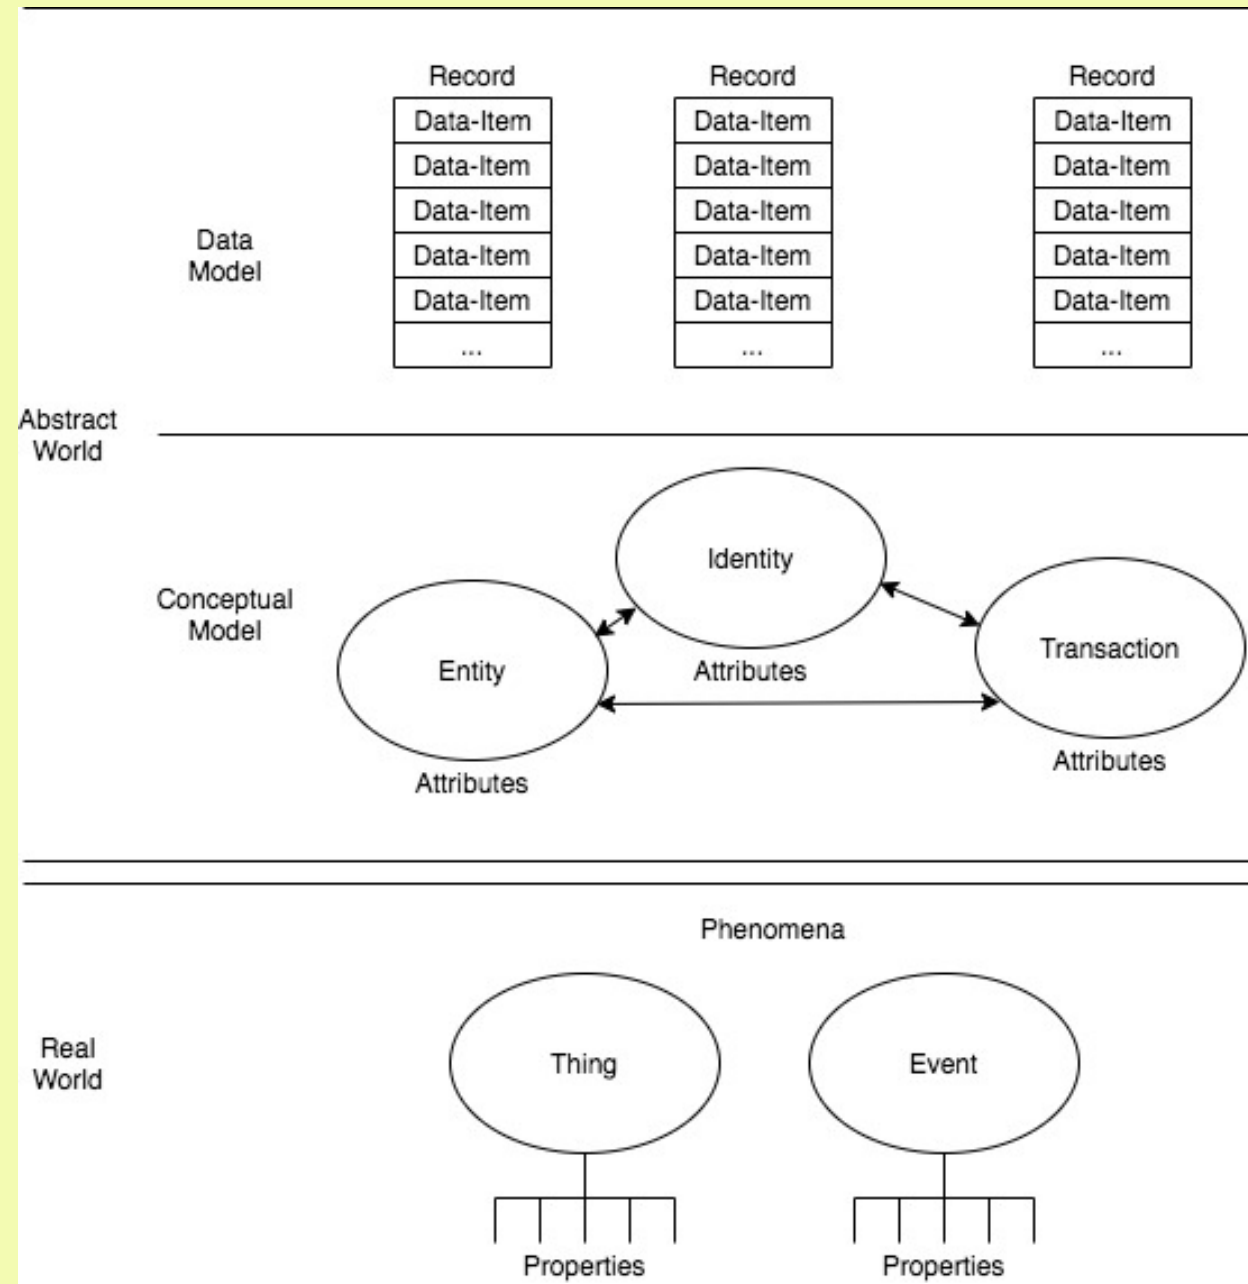 Record Record Record
Data-Item Data-Item Data-Item
Data-Item Data-Item Data-Item
Data-Item Data-Item Data-Item
Data
Model
Data-Item Data-Item Data-Item
Data-Item Data-Item Data-Item
... ... ...
Abstract
World
Identity
Conceptual
Model
Transaction
Entity
Attributes
Attributes
Attributes
Phenomena
Real
World
Thing
Event
Properties
Properties